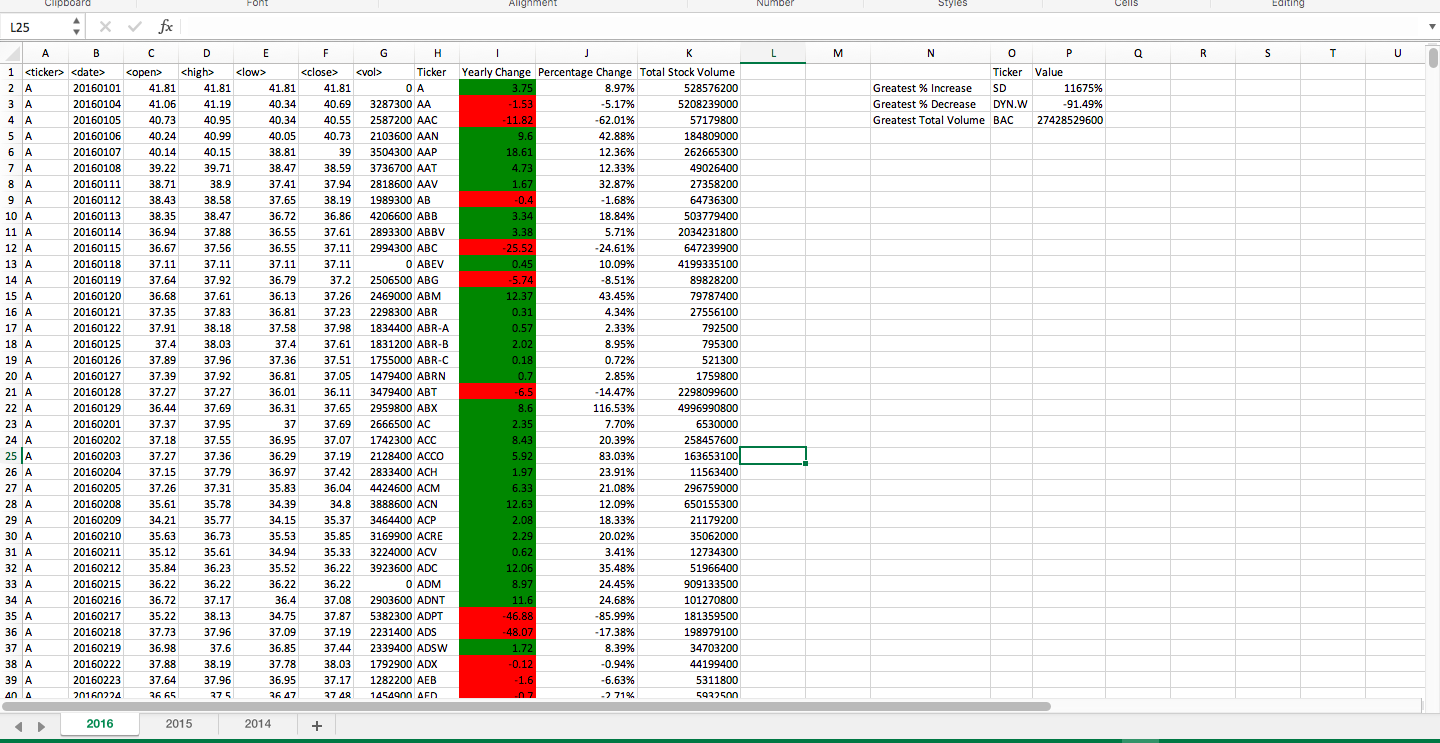 Clipboard Font Alignment Number Styles Cells Editing
L25 fx
A B C D E F G H I J K L M N O P Q R S T U
1 <ticker> <date> <open> <high> <low> <close> <vol> Ticker Yearly Change Percentage Change Total Stock Volume Ticker Value
2 A 20160101 41.81 41.81 41.81 41.81 0 A 3.75 8.97% 528576200 Greatest % Increase SD 11675%
3 A 20160104 41.06 41.19 40.34 40.69 3287300 AA -1.53 -5.17% 5208239000 Greatest % Decrease DYN.W -91.49%
4 A 20160105 40.73 40.95 40.34 40.55 2587200 AAC -11.82 -62.01% 57179800 Greatest Total Volume BAC 27428529600
5 A 20160106 40.24 40.99 40.05 40.73 2103600 AAN 9.6 42.88% 184809000
6 A 20160107 40.14 40.15 38.81 39 3504300 AAP 18.61 12.36% 262665300
7 A 20160108 39.22 39.71 38.47 38.59 3736700 AAT 4.73 12.33% 49026400
8 A 20160111 38.71 38.9 37.41 37.94 2818600 AAV 1.67 32.87% 27358200
9 A 20160112 38.43 38.58 37.65 38.19 1989300 AB -0.4 -1.68% 64736300
10 A 20160113 38.35 38.47 36.72 36.86 4206600 ABB 3.34 18.84% 503779400
11 A 20160114 36.94 37.88 36.55 37.61 2893300 ABBV 3.38 5.71% 2034231800
12 A 20160115 36.67 37.56 36.55 37.11 2994300 ABC -25.52 -24.61% 647239900
13 A 20160118 37.11 37.11 37.11 37.11 0 ABEV 0.45 10.09% 4199335100
14 A 20160119 37.64 37.92 36.79 37.2 2506500 ABG -5.74 -8.51% 89828200
15 A 20160120 36.68 37.61 36.13 37.26 2469000 ABM 12.37 43.45% 79787400
16 A 20160121 37.35 37.83 36.81 37.23 2298300 ABR 0.31 4.34% 27556100
17 A 20160122 37.91 38.18 37.58 37.98 1834400 ABR-A 0.57 2.33% 792500
18 A 20160125 37.4 38.03 37.4 37.61 1831200 ABR-B 2.02 8.95% 795300
19 A 20160126 37.89 37.96 37.36 37.51 1755000 ABR-C 0.18 0.72% 521300
20 A 20160127 37.39 37.92 36.81 37.05 1479400 ABRN 0.7 2.85% 1759800
21 A 20160128 37.27 37.27 36.01 36.11 3479400 ABT -6.5 -14.47% 2298099600
22 A 20160129 36.44 37.69 36.31 37.65 2959800 ABX 8.6 116.53% 4996990800
23 A 20160201 37.37 37.95 37 37.69 2666500 AC 2.35 7.70% 6530000
24 A 20160202 37.18 37.55 36.95 37.07 1742300 ACC 8.43 20.39% 258457600
25 A 20160203 37.27 37.36 36.29 37.19 2128400 ACCO 5.92 83.03% 163653100
26 A 20160204 37.15 37.79 36.97 37.42 2833400 ACH 1.97 23.91% 11563400
27 A 20160205 37.26 37.31 35.83 36.04 4424600 ACM 6.33 21.08% 296759000
28 A 20160208 35.61 35.78 34.39 34.8 3888600 ACN 12.63 12.09% 650155300
29 A 20160209 34.21 35.77 34.15 35.37 3464400 ACP 2.08 18.33% 21179200
30 A 20160210 35.63 36.73 35.53 35.85 3169900 ACRE 2.29 20.02% 35062000
31 A 20160211 35.12 35.61 34.94 35.33 3224000 ACV 0.62 3.41% 12734300
32 A 20160212 35.84 36.23 35.52 36.22 3923600 ADC 12.06 35.48% 51966400
33 A 20160215 36.22 36.22 36.22 36.22 0 ADM 8.97 24.45% 909133500
34 A 20160216 36.72 37.17 36.4 37.08 2903600 ADNT 11.6 24.68% 101270800
35 A 20160217 35.22 38.13 34.75 37.87 5382300 ADPT -46.88 -85.99% 181359500
36 A 20160218 37.73 37.96 37.09 37.19 2231400 ADS -48.07 -17.38% 198979100
37 A 20160219 36.98 37.6 36.85 37.44 2339400 ADSW 1.72 8.39% 34703200
38 A 20160222 37.88 38.19 37.78 38.03 1792900 ADX -0.12 -0.94% 44199400
39 A 20160223 37.64 37.96 36.95 37.17 1282200 AEB -1.6 -6.63% 5311800
40 A 20160224 36.65 37.5 36.47 37.48 1454900 AED -0.7 -2.71% 5932500
2016 2015 2014 +